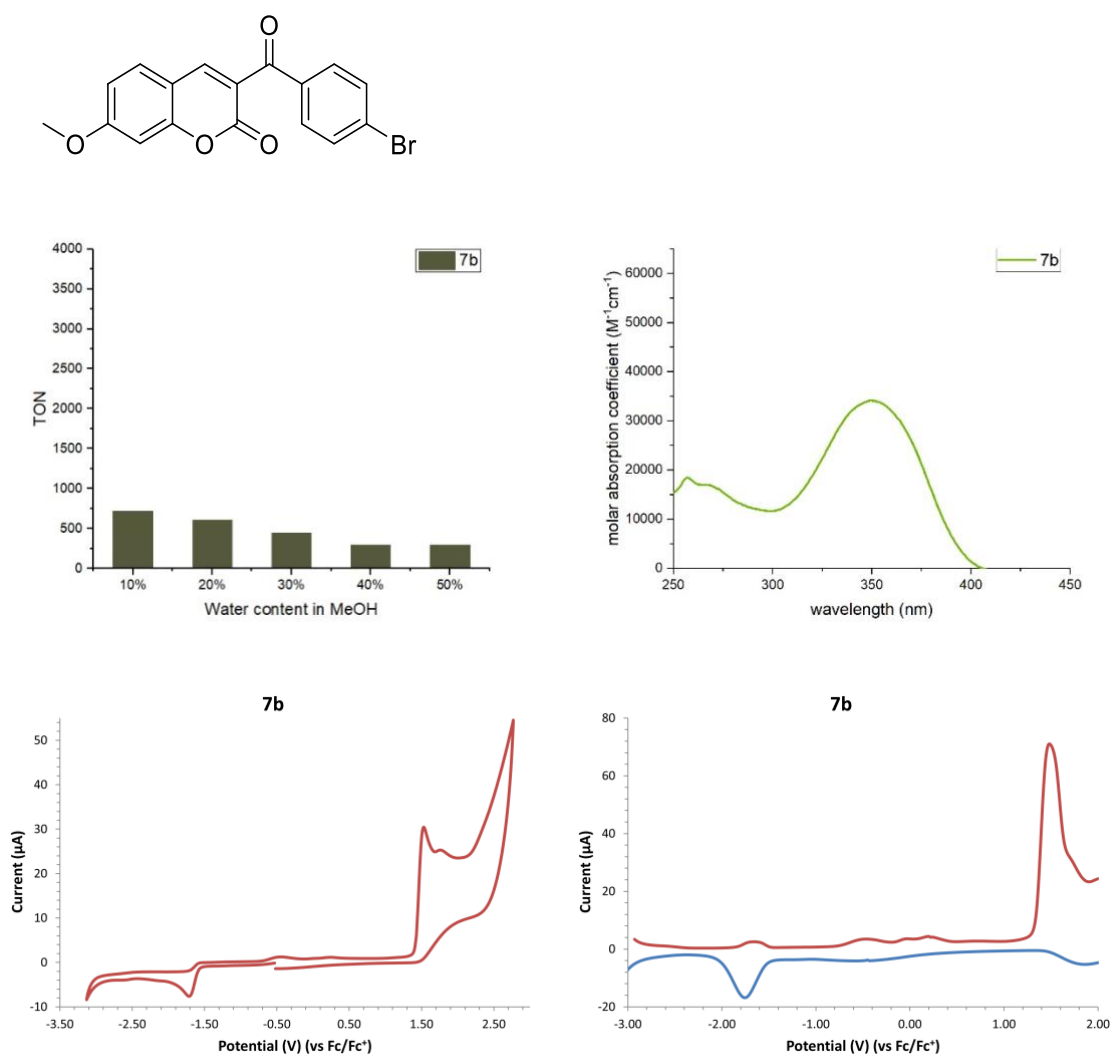 O
O
O
O
Br
7b
4000
3500
3000
2500
2000
1500
1000
500
0
TON
10% 20% 30% 40% 50%
Water content in MeOH
7b
60000
50000
40000
30000
20000
10000
0
molar absorption coefficient (M⁻¹cm⁻¹)
250 300 350 400 450
wavelength (nm)
7b
50
40
30
20
10
0
-10
Current (µA)
-3.50 -2.50 -1.50 -0.50 0.50 1.50 2.50
Potential (V) (vs Fc/Fc⁺)
7b
80
60
40
20
0
-20
Current (µA)
-3.00 -2.00 -1.00 0.00 1.00 2.00
Potential (V) (vs Fc/Fc⁺)